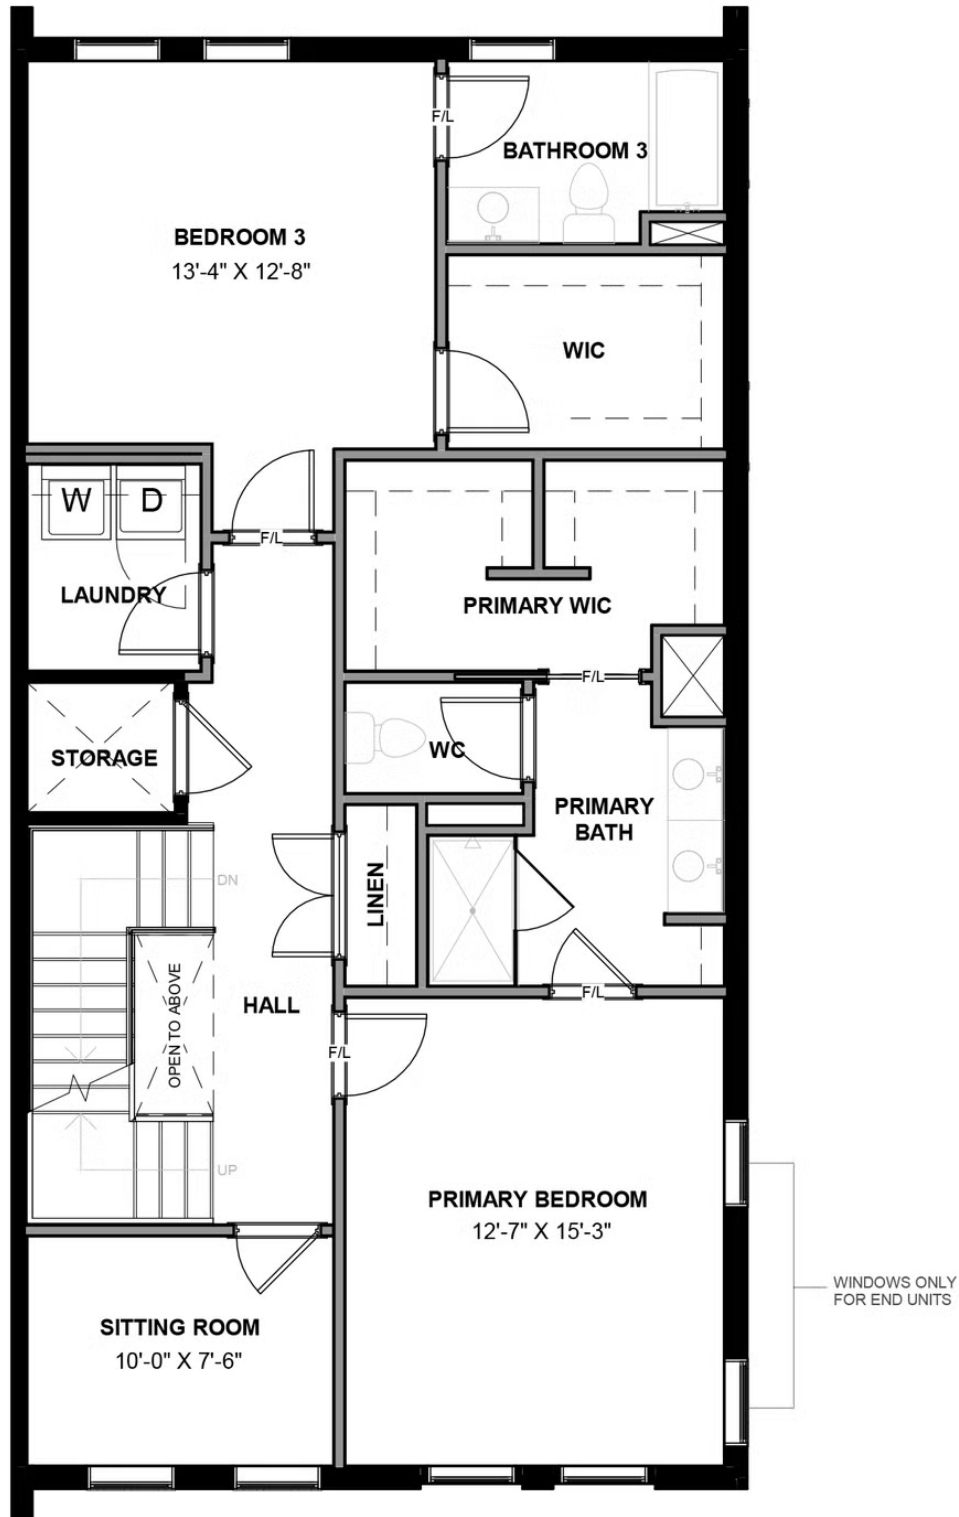 F/L
BATHROOM 3
BEDROOM 3
13'-4" X 12'-8"
WIC
W
D
F/L
LAUNDRY
PRIMARY WIC
F/L
WC
STORAGE
PRIMARY
BATH
DN
LINEN
F/L
HALL
OPEN TO ABOVE
F/L
UP
PRIMARY BEDROOM
12'-7" X 15'-3"
WINDOWS ONLY
FOR END UNITS
SITTING ROOM
10'-0" X 7'-6"